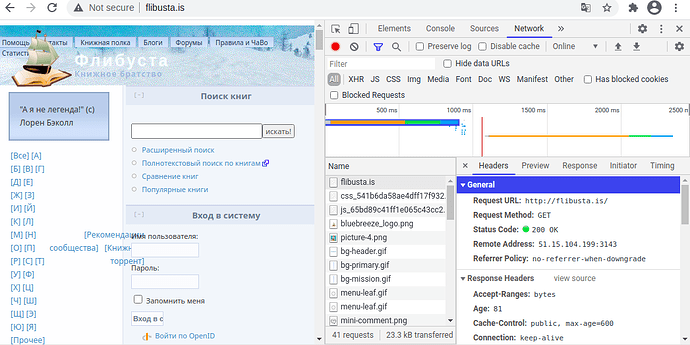 Not secure | flibusta.is
Помощь
Книжная полка
Блоги
Форумы
Правила и ЧаВо
Статистика
Флибуста
Книжное братство
"А я не легенда!" (с)
Лорен Бэколл
[Все] [А]
[Б] [В] [Г]
[Д] [Е]
[Ж] [З]
[И] [Й]
[К] [Л]
[М] [Н] [Рекомендации
[О] [П] сообщества] [Книжн
[Р] [С] [Т] торрент]
[У] [Ф]
[Х] [Ц]
[Ч] [Ш]
[Щ] [Э]
[Ю] [Я]
[Прочее]
[-] Поиск книг
искать!
Расширенный поиск
Полнотекстовый поиск по книгам
Сравнение книг
Популярные книги
[-] Вход в систему
Имя пользователя:
Пароль:
Запомнить меня
Вход в с
Войти по OpenID
Elements Console Sources Network
Preserve log Disable cache Online
Filter Hide data URLs
All XHR JS CSS Img Media Font Doc WS Manifest Other Has blocked cookies
Blocked Requests
500 ms 1000 ms 1500 ms 2000 ms 2500 n
Name
flibusta.is
css_541b6da58ae4dff17f932...
js_65bd89c41ff1e065c43cc2...
bluebreeze_logo.png
picture-4.png
bg-header.gif
bg-primary.gif
bg-mission.gif
menu-leaf.gif
menu-leaf.gif
mini-comment.png
41 requests 23.3 kB transferred
Headers Preview Response Initiator Timing
General
Request URL: http://flibusta.is/
Request Method: GET
Status Code: 200 OK
Remote Address: 51.15.104.199:3143
Referrer Policy: no-referrer-when-downgrade
Response Headers view source
Accept-Ranges: bytes
Age: 81
Cache-Control: public, max-age=600
Connection: keep-alive